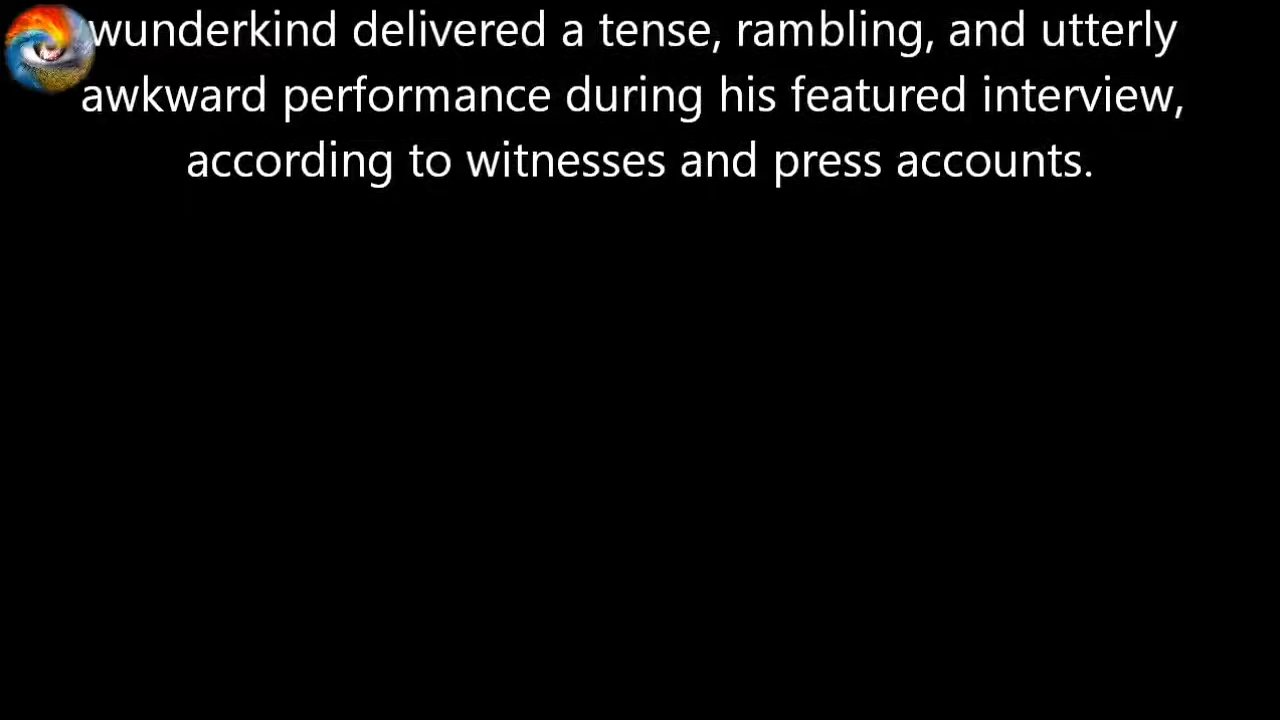 wunderkind delivered a tense, rambling, and utterly
awkward performance during his featured interview,
according to witnesses and press accounts.